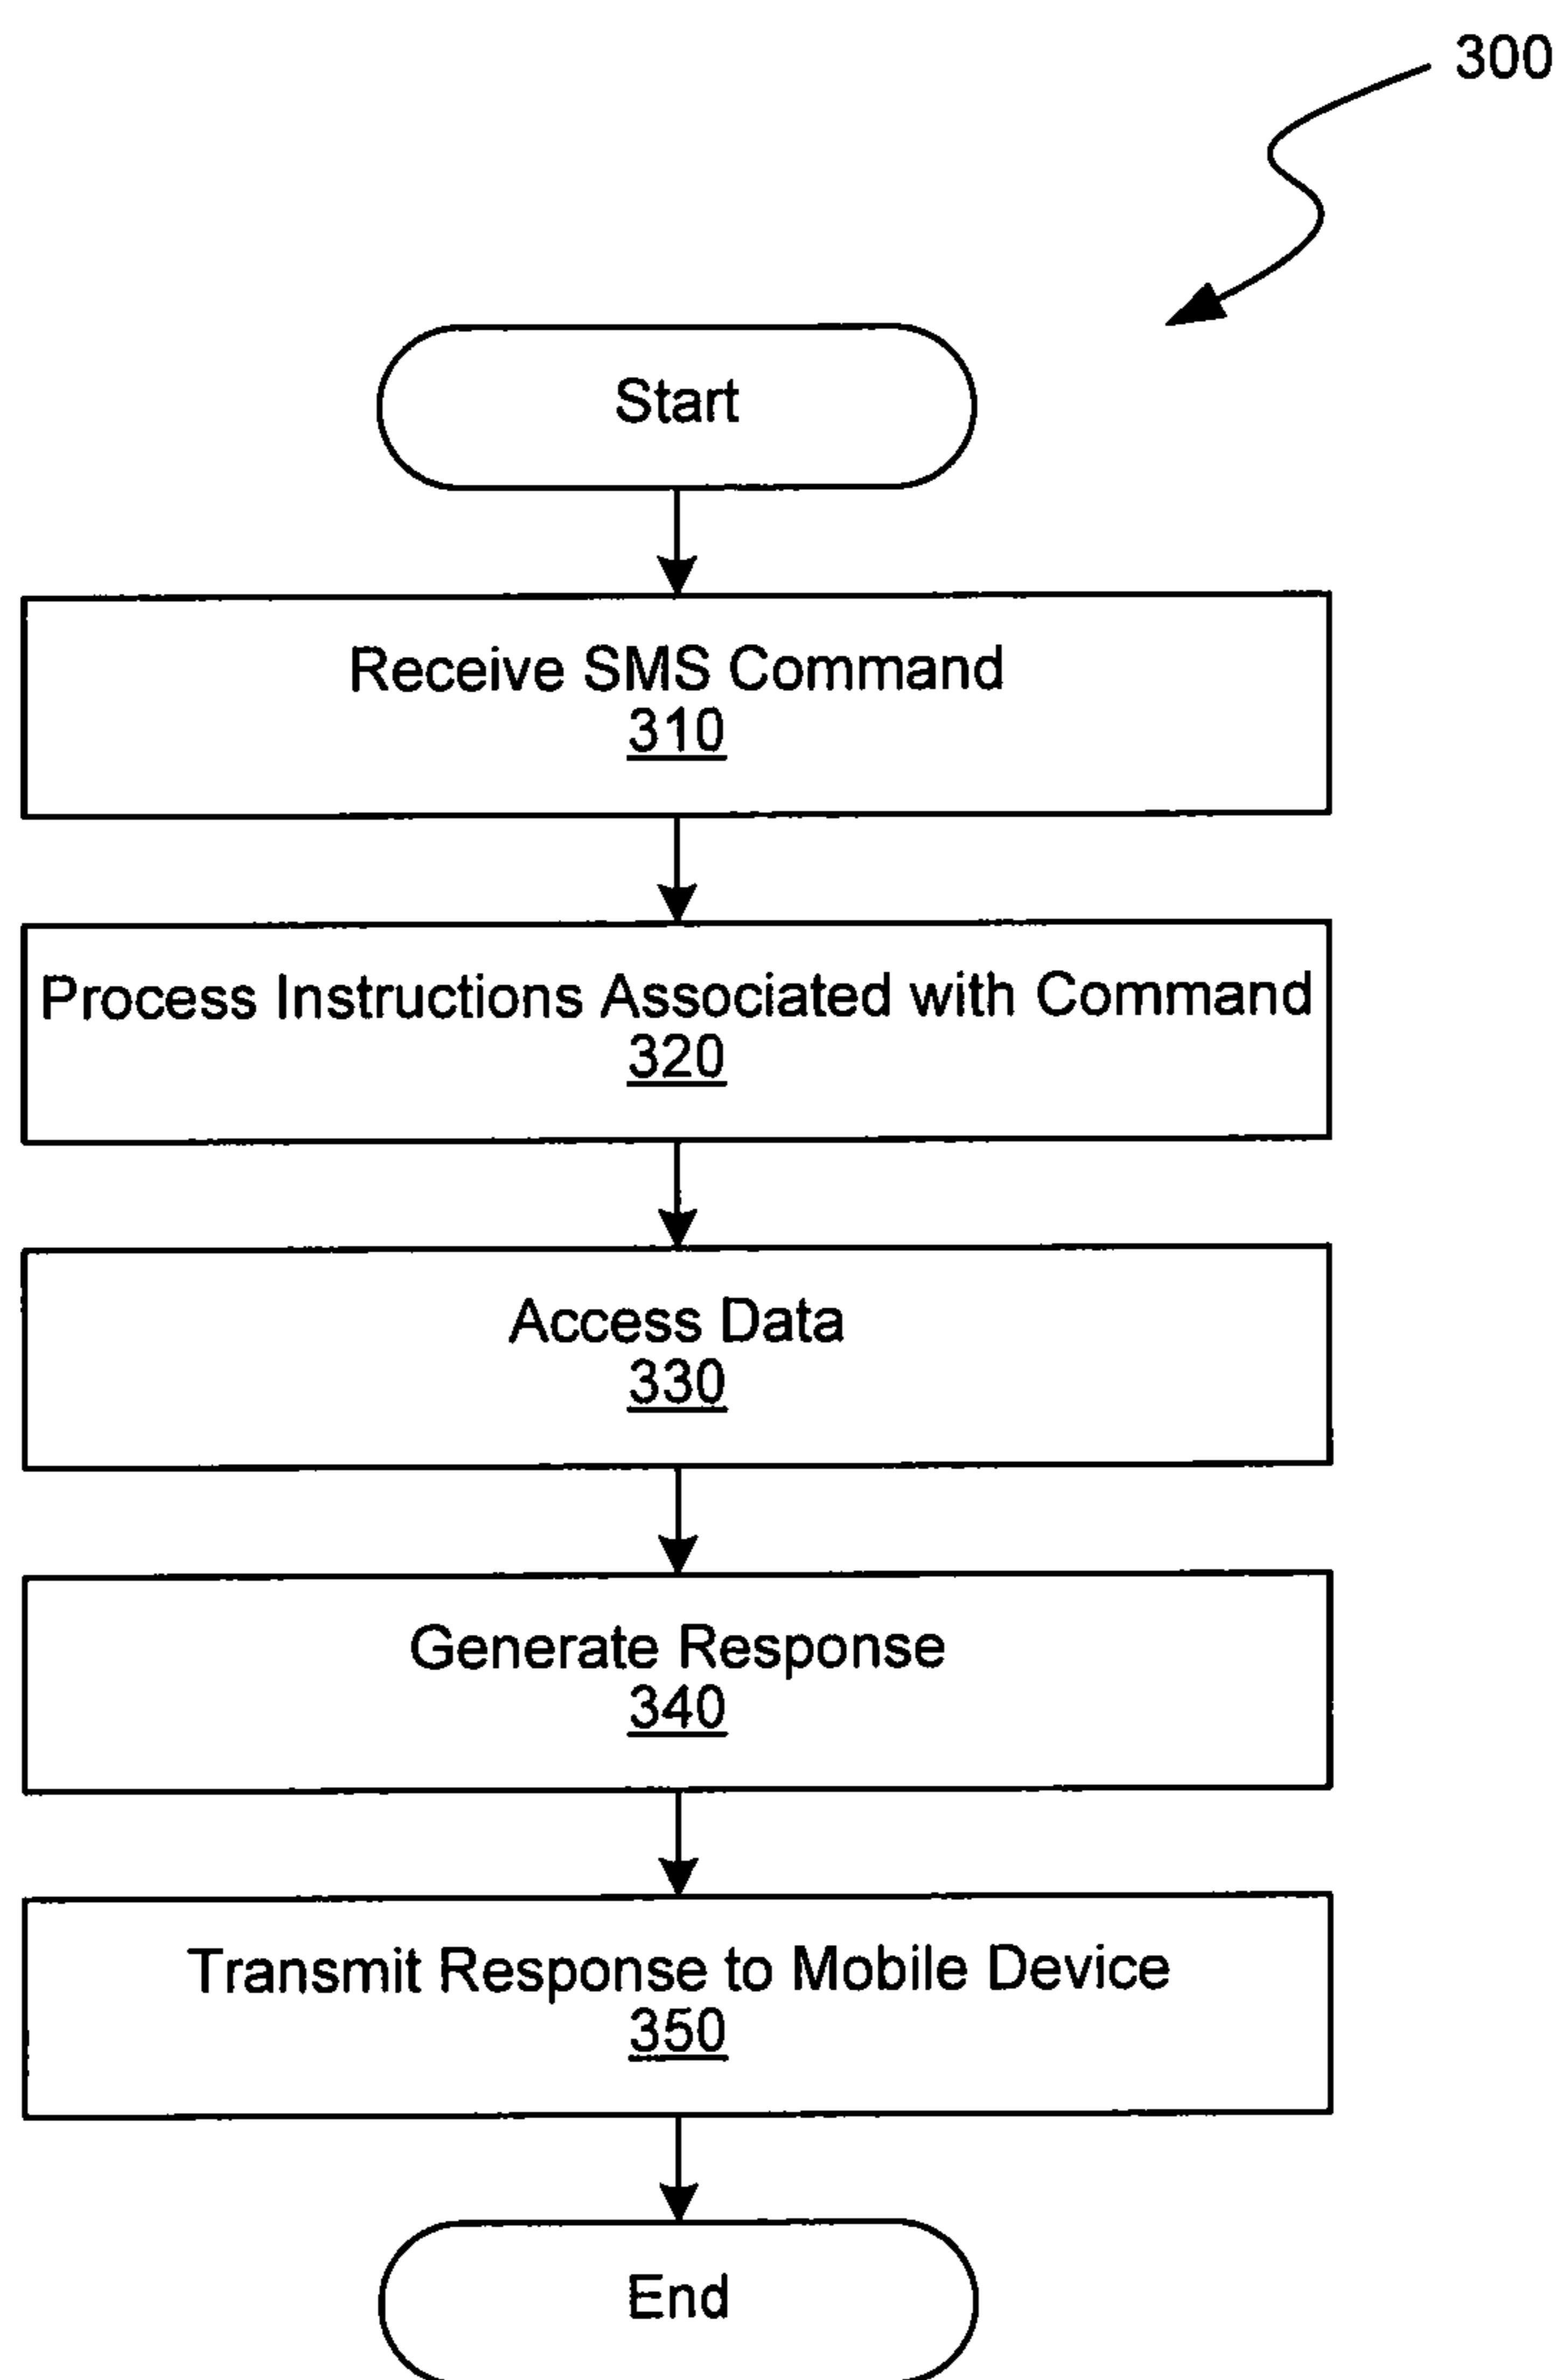 300
Start
Receive SMS Command
310
Process Instructions Associated with Command
320
Access Data
330
Generate Response
340
Transmit Response to Mobile Device
350
End